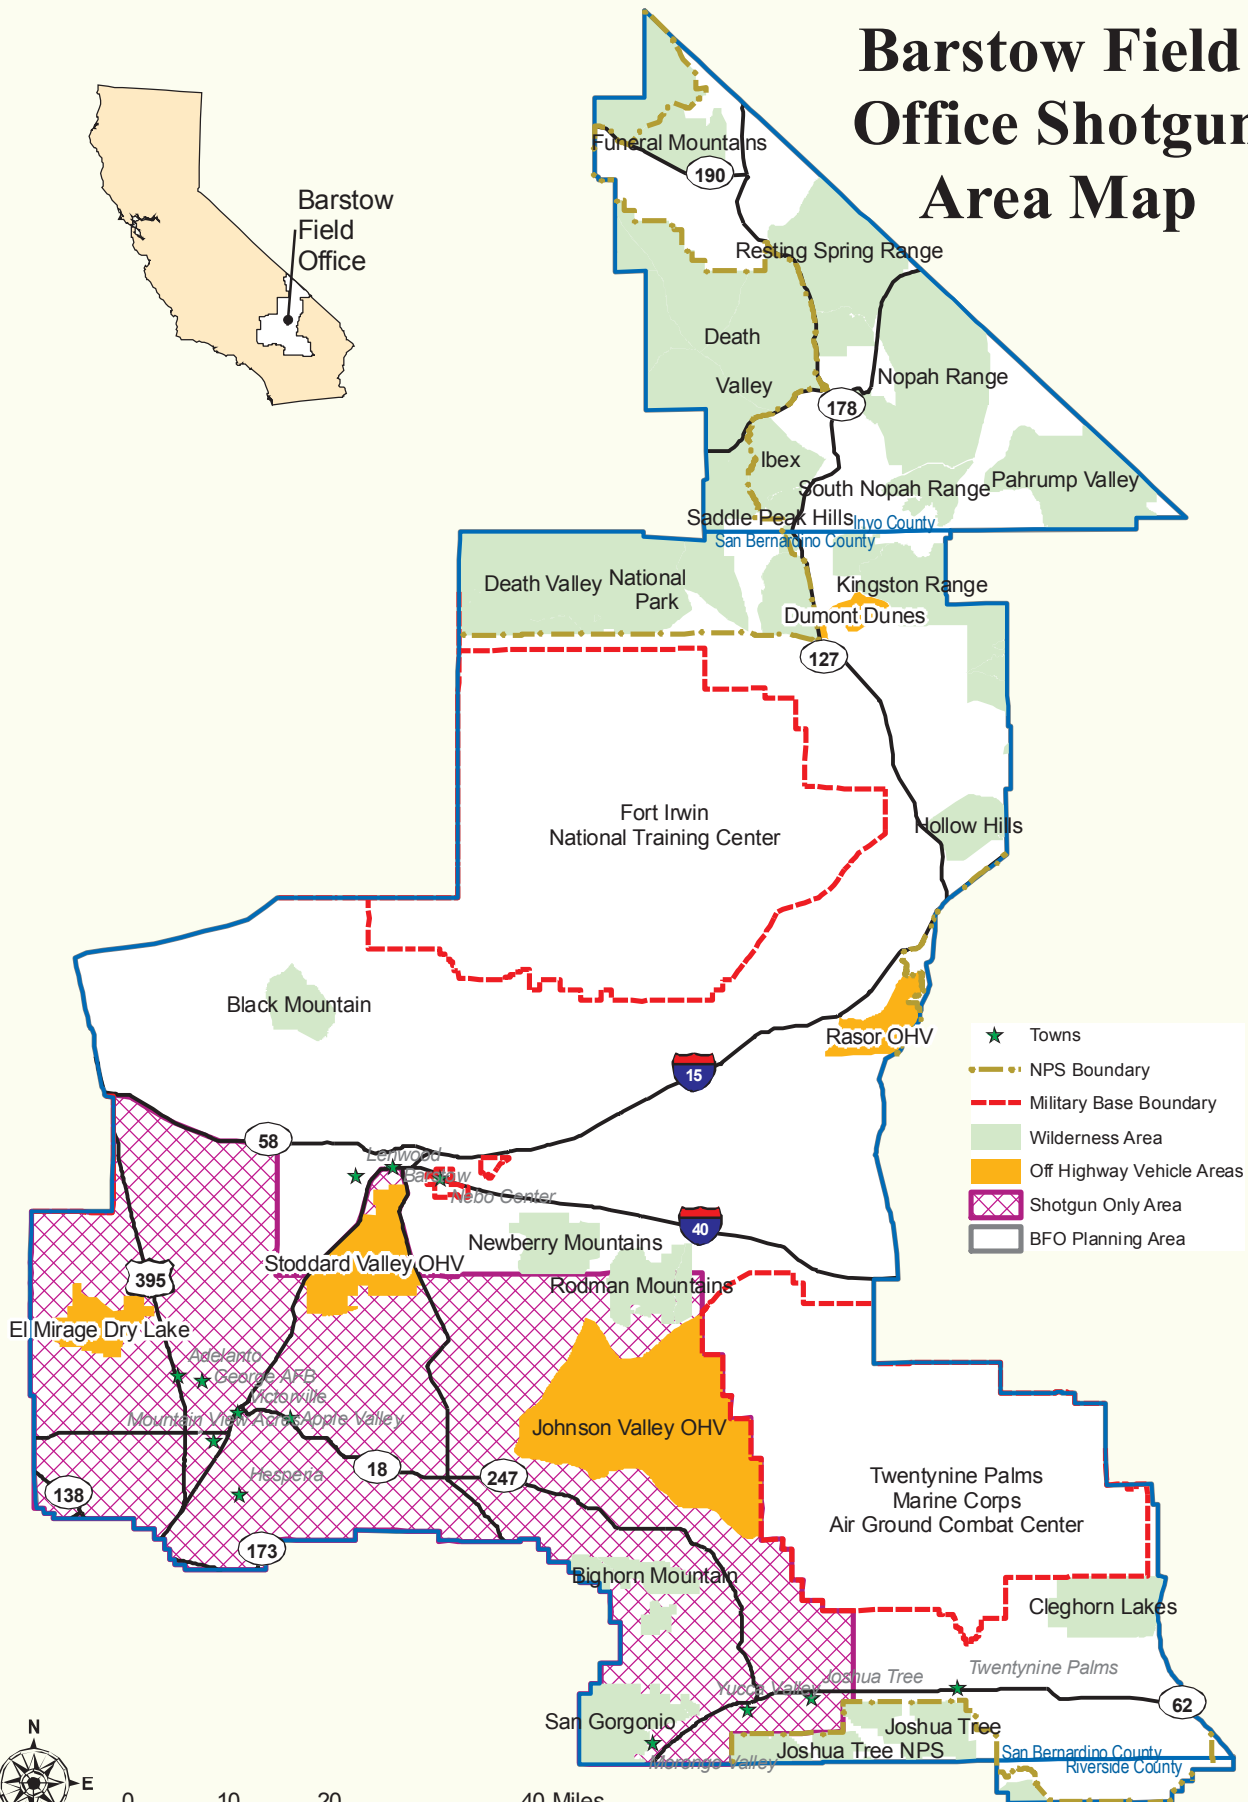 Barstow Field
Office Shotgun
Area Map
Barstow
Field
Office
Funeral Mountains
190
Resting Spring Range
Death
Valley
Nopah Range
178
Ibex
South Nopah Range
Pahrump Valley
Saddle Peak Hills
Inyo County
San Bernardino County
Death Valley
National
Park
Kingston Range
Dumont Dunes
127
Fort Irwin
National Training Center
Hollow Hills
Black Mountain
Rasor OHV
15
58
Lenwood
Barstow
Nebo Center
40
Newberry Mountains
Stoddard Valley OHV
Rodman Mountains
395
El Mirage Dry Lake
Adelanto
George AFB
Victorville
Mountain View Acres
Apple Valley
Johnson Valley OHV
Hesperia
18
247
138
173
Twentynine Palms
Marine Corps
Air Ground Combat Center
Bighorn Mountain
Cleghorn Lakes
Joshua Tree
Twentynine Palms
Yucca Valley
62
San Gorgonio
Joshua Tree
Joshua Tree NPS
Morongo Valley
San Bernardino County
Riverside County
Towns
NPS Boundary
Military Base Boundary
Wilderness Area
Off Highway Vehicle Areas
Shotgun Only Area
BFO Planning Area
N
E
0 10 20 40 Miles